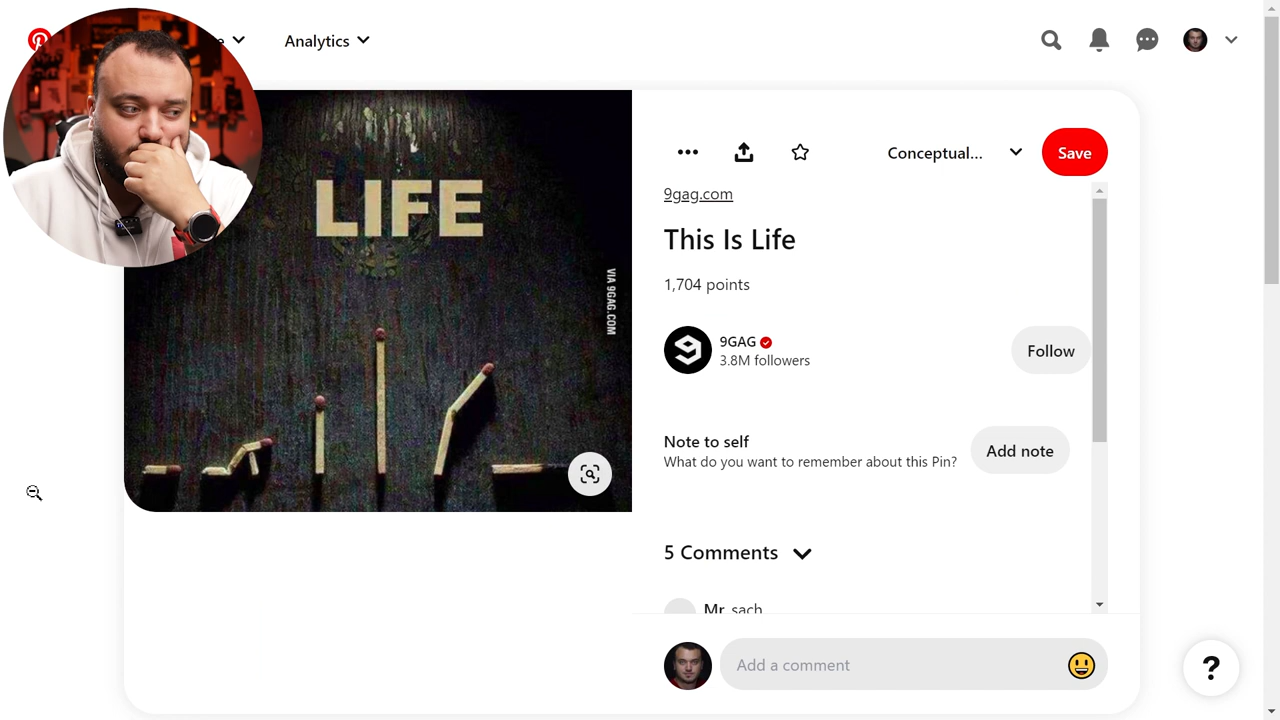 Analytics
LIFE
VIA 9GAG.COM
Conceptual...
Save
9gag.com
This Is Life
1,704 points
9GAG
3.8M followers
Follow
Note to self
What do you want to remember about this Pin?
Add note
5 Comments
Mr. sach
Add a comment
?